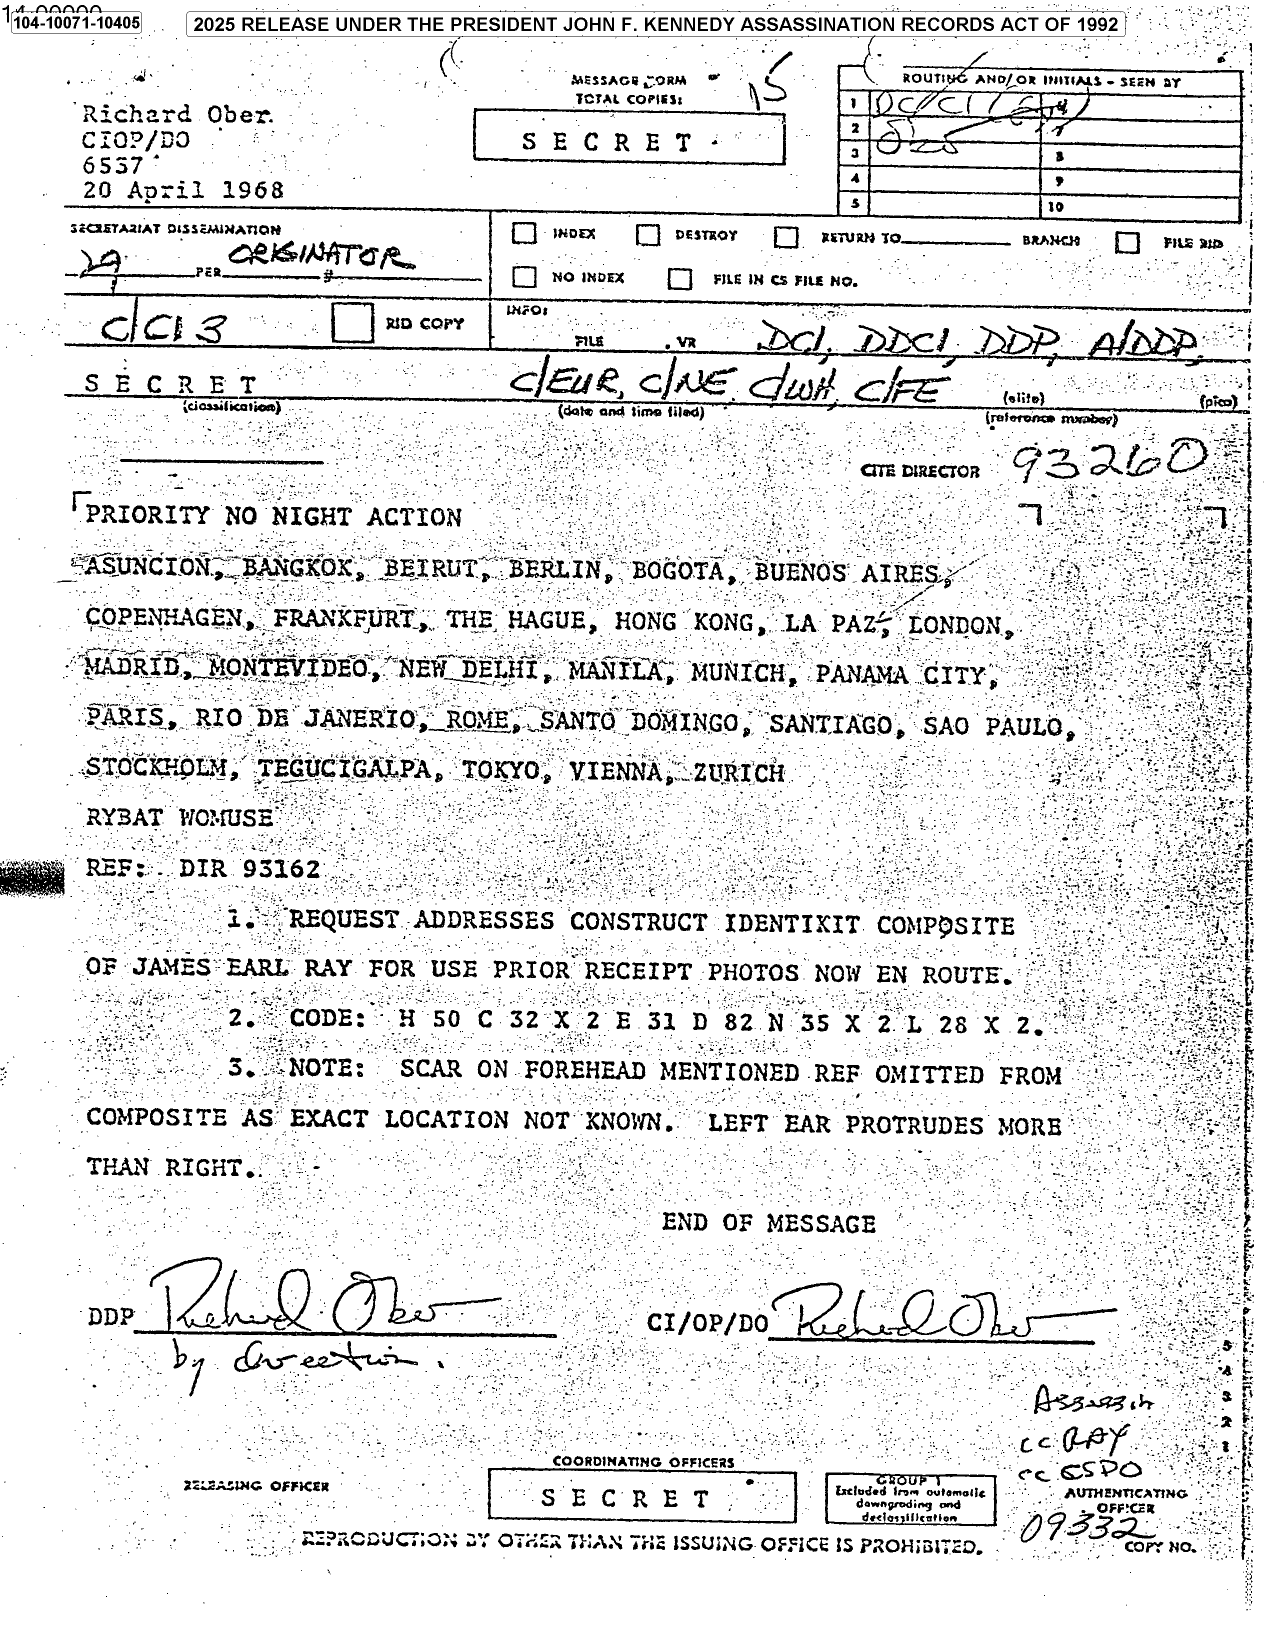 14-00000
104-10071-10405
2025 RELEASE UNDER THE PRESIDENT JOHN F. KENNEDY ASSASSINATION RECORDS ACT OF 1992
MESSAGE FORM
TOTAL COPIES: 15
ROUTING AND/OR INITIALS - SEEN BY
Richard Ober
CIOP/DO
6537
20 April 1968
S E C R E T
1
2
3 8
4 9
5 10
SECRETARIAT DISSEMINATION
PER ORIGINATOR #
INDEX DESTROY RETURN TO BRANCH FILE RID
NO INDEX FILE IN CS FILE NO.
C/CI 3 RID COPY
INFO:
FILE . VR DCI, DDCI, DDP, A/DDP,
S E C R E T C/EUR, C/NE, C/WH, C/FE
(classification) (date and time filed) (elite) (pica)
(reference number)
CITE DIRECTOR 93260
PRIORITY NO NIGHT ACTION
ASUNCION, BANGKOK, BEIRUT, BERLIN, BOGOTA, BUENOS AIRES,
COPENHAGEN, FRANKFURT, THE HAGUE, HONG KONG, LA PAZ, LONDON,
MADRID, MONTEVIDEO, NEW DELHI, MANILA, MUNICH, PANAMA CITY,
PARIS, RIO DE JANERIO, ROME, SANTO DOMINGO, SANTIAGO, SAO PAULO,
STOCKHOLM, TEGUCIGALPA, TOKYO, VIENNA, ZURICH
RYBAT WOMUSE
REF: DIR 93162
1. REQUEST ADDRESSES CONSTRUCT IDENTIKIT COMPOSITE
OF JAMES EARL RAY FOR USE PRIOR RECEIPT PHOTOS NOW EN ROUTE.
2. CODE: H 50 C 32 X 2 E 31 D 82 N 35 X 2 L 28 X 2.
3. NOTE: SCAR ON FOREHEAD MENTIONED REF OMITTED FROM
COMPOSITE AS EXACT LOCATION NOT KNOWN. LEFT EAR PROTRUDES MORE
THAN RIGHT.
END OF MESSAGE
DDP Richard Ober CI/OP/DO Richard Ober
by direction.
5
4
3
2
1
cc RAY
cc CSDO
COORDINATING OFFICERS
RELEASING OFFICER
S E C R E T
GROUP 1
Excluded from automatic
downgrading and
declassification
AUTHENTICATING
OFFICER
09332
REPRODUCTION BY OTHER THAN THE ISSUING OFFICE IS PROHIBITED.
COPY NO.